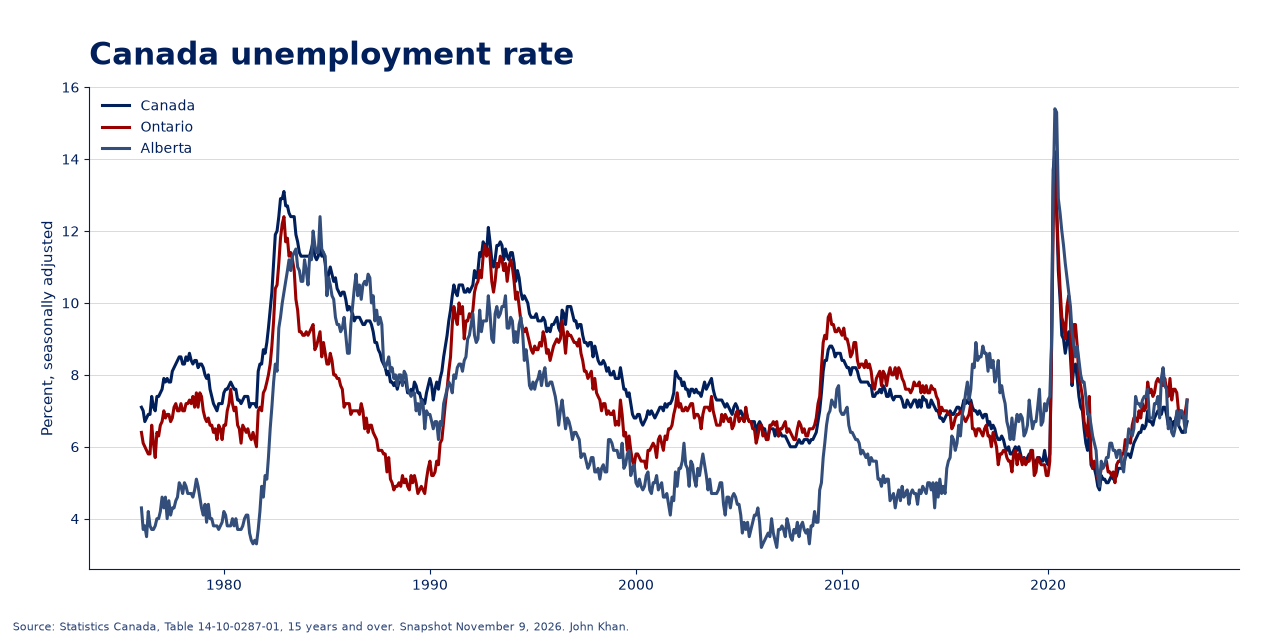 Canada unemployment rate
Percent, seasonally adjusted
16
14
12
10
8
6
4
Canada
Ontario
Alberta
1980
1990
2000
2010
2020
Source: Statistics Canada, Table 14-10-0287-01, 15 years and over. Snapshot November 9, 2026. John Khan.